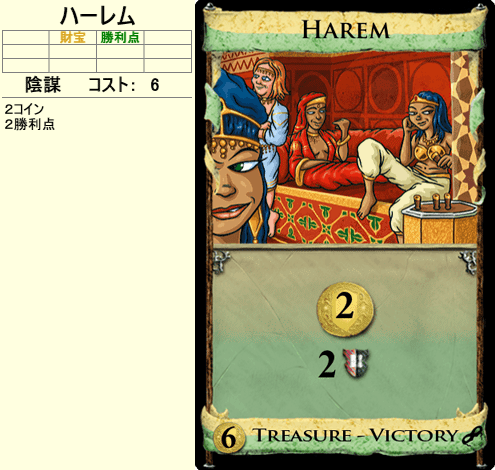 ハーレム
財宝 勝利点
陰謀 コスト: 6
2コイン
2勝利点
HAREM
2
2
6 TREASURE – VICTORY